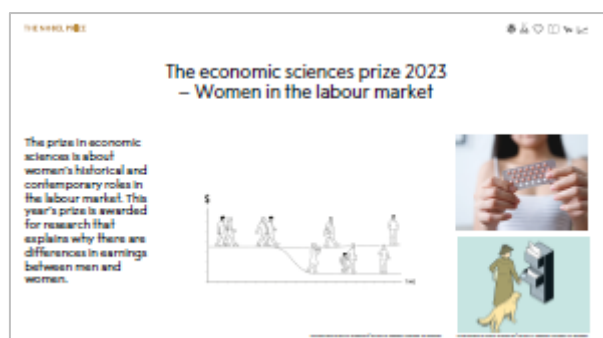 THE NOBEL PRIZE
The economic sciences prize 2023
– Women in the labour market
The prize in economic
sciences is about
women's historical and
contemporary roles in
the labour market. This
year's prize is awarded
for research that
explains why there are
differences in earnings
between men and
women.
$